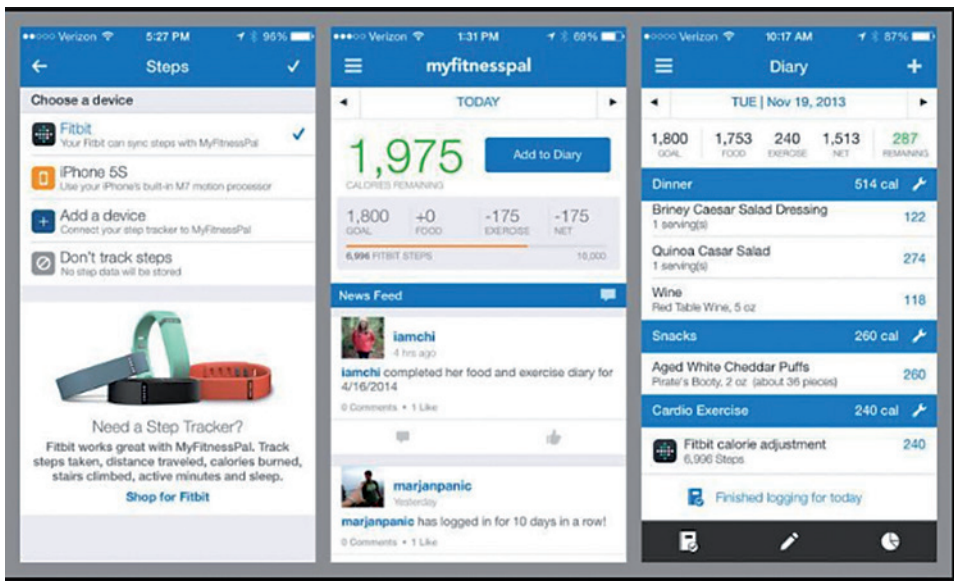 Verizon 5:27 PM 96%
Steps
Choose a device
Fitbit
Your Fitbit can sync steps with MyFitnessPal
iPhone 5S
Use your iPhone's built-in M7 motion processor
Add a device
Connect your step tracker to MyFitnessPal
Don't track steps
No step data will be stored
Need a Step Tracker?
Fitbit works great with MyFitnessPal. Track
steps taken, distance traveled, calories burned,
stairs climbed, active minutes and sleep.
Shop for Fitbit
Verizon 1:31 PM 69%
myfitnesspal
TODAY
1,975
CALORIES REMAINING
Add to Diary
1,800 +0 -175 -175
GOAL FOOD EXERCISE NET
6,996 FITBIT STEPS 10,000
News Feed
iamchi
4 hrs ago
iamchi completed her food and exercise diary for
4/16/2014
0 Comments • 1 Like
marjanpanic
Yesterday
marjanpanic has logged in for 10 days in a row!
0 Comments • 1 Like
Verizon 10:17 AM 87%
Diary +
TUE | Nov 19, 2013
1,800 1,753 240 1,513 287
GOAL FOOD EXERCISE NET REMAINING
Dinner 514 cal
Briney Caesar Salad Dressing 122
1 serving(s)
Quinoa Casar Salad 274
1 serving(s)
Wine 118
Red Table Wine, 5 oz
Snacks 260 cal
Aged White Cheddar Puffs 260
Pirate's Booty, 2 oz (about 36 pieces)
Cardio Exercise 240 cal
Fitbit calorie adjustment 240
6,996 Steps
Finished logging for today